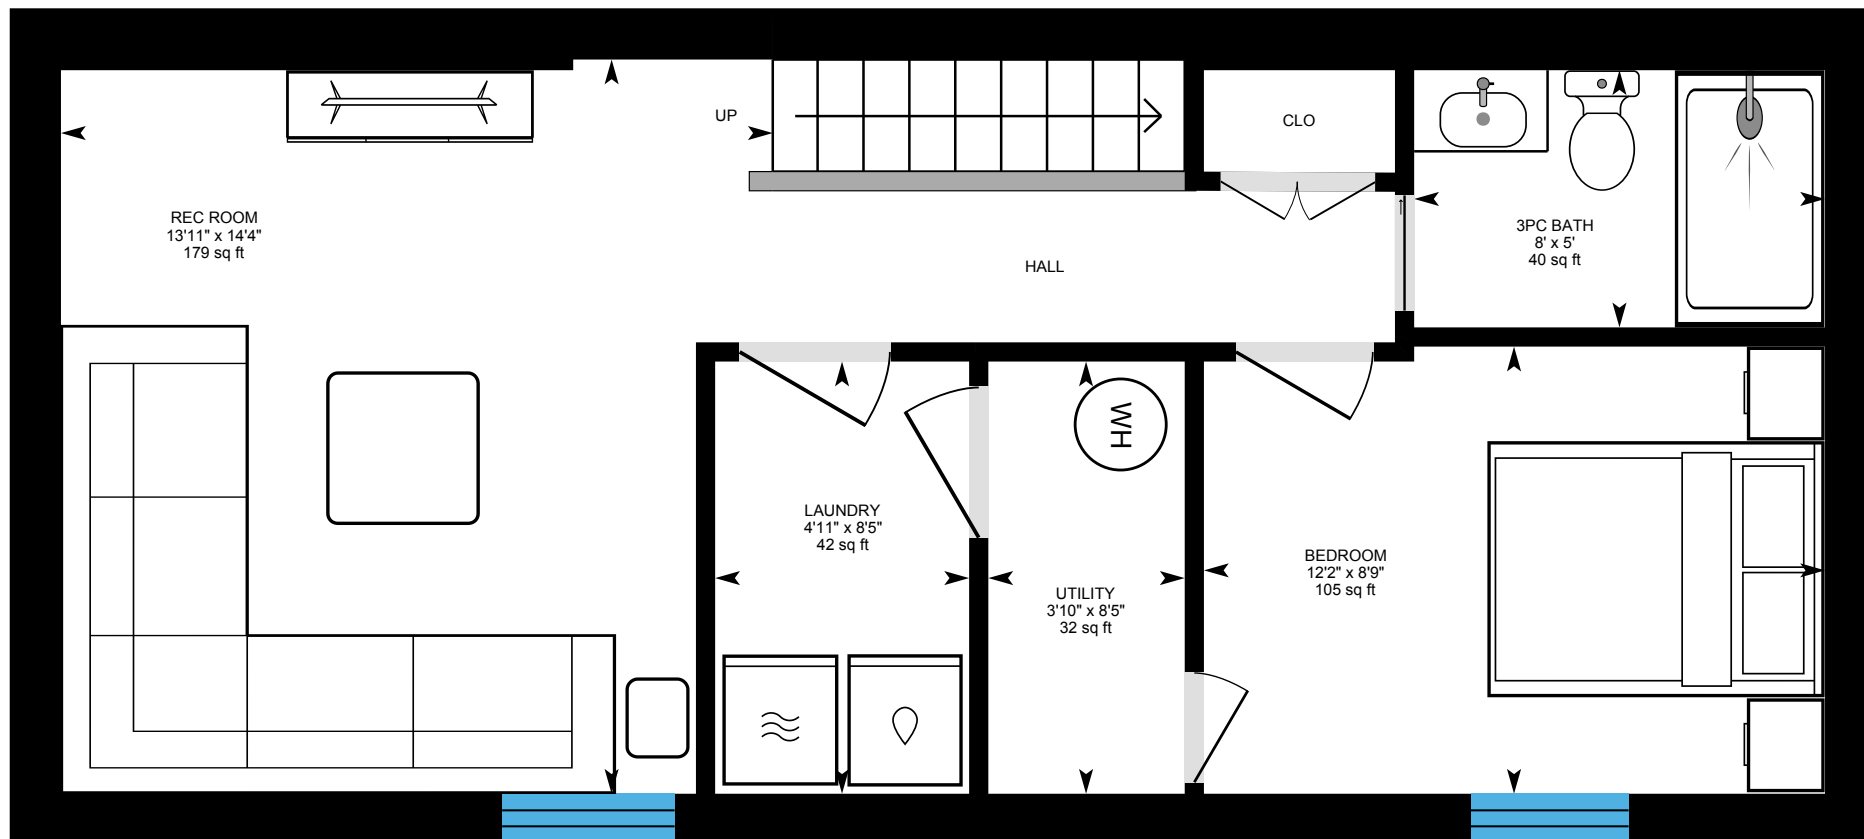 UP
CLO
REC ROOM
13'11" x 14'4"
179 sq ft
3PC BATH
8' x 5'
40 sq ft
HALL
WH
LAUNDRY
4'11" x 8'5"
42 sq ft
BEDROOM
12'2" x 8'9"
105 sq ft
UTILITY
3'10" x 8'5"
32 sq ft